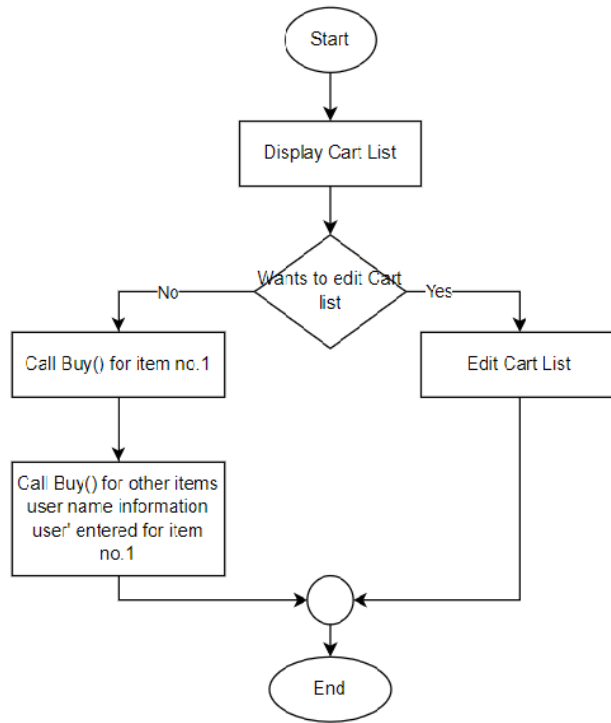 Start
Display Cart List
Wants to edit Cart
list
No
Yes
Call Buy() for item no.1
Edit Cart List
Call Buy() for other items
user name information
user' entered for item
no.1
End